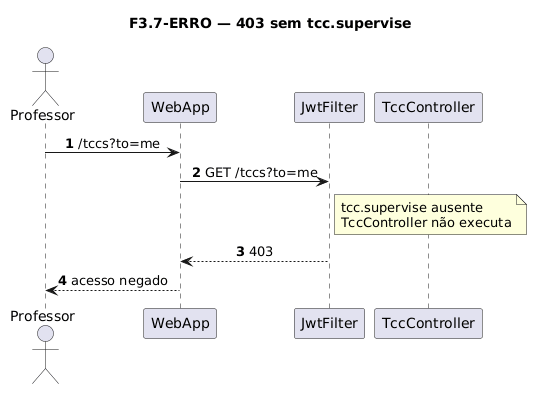 F3.7-ERRO — 403 sem tcc.supervise
Professor
WebApp
JwtFilter
TccController
1 /tccs?to=me
2 GET /tccs?to=me
tcc.supervise ausente
TccController não executa
3 403
4 acesso negado
Professor
WebApp
JwtFilter
TccController